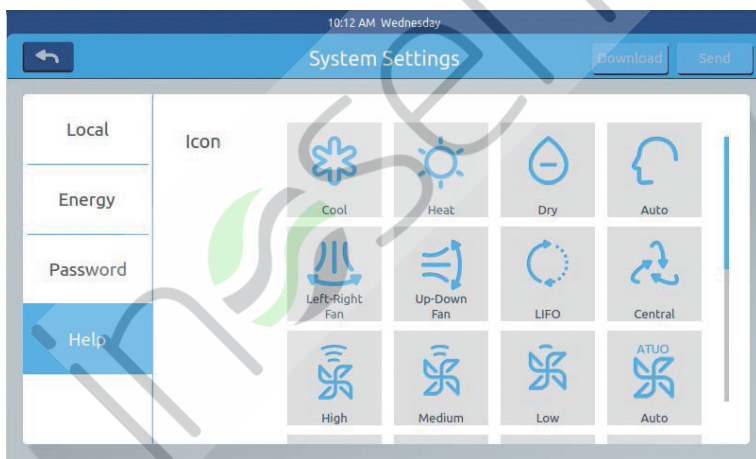 10:12 AM Wednesday
System Settings
Download
Send
Local
Energy
Password
Help
Icon
Cool
Heat
Dry
Auto
Left-Right
Fan
Up-Down
Fan
LIFO
Central
High
Medium
Low
ATUO
Auto
insen